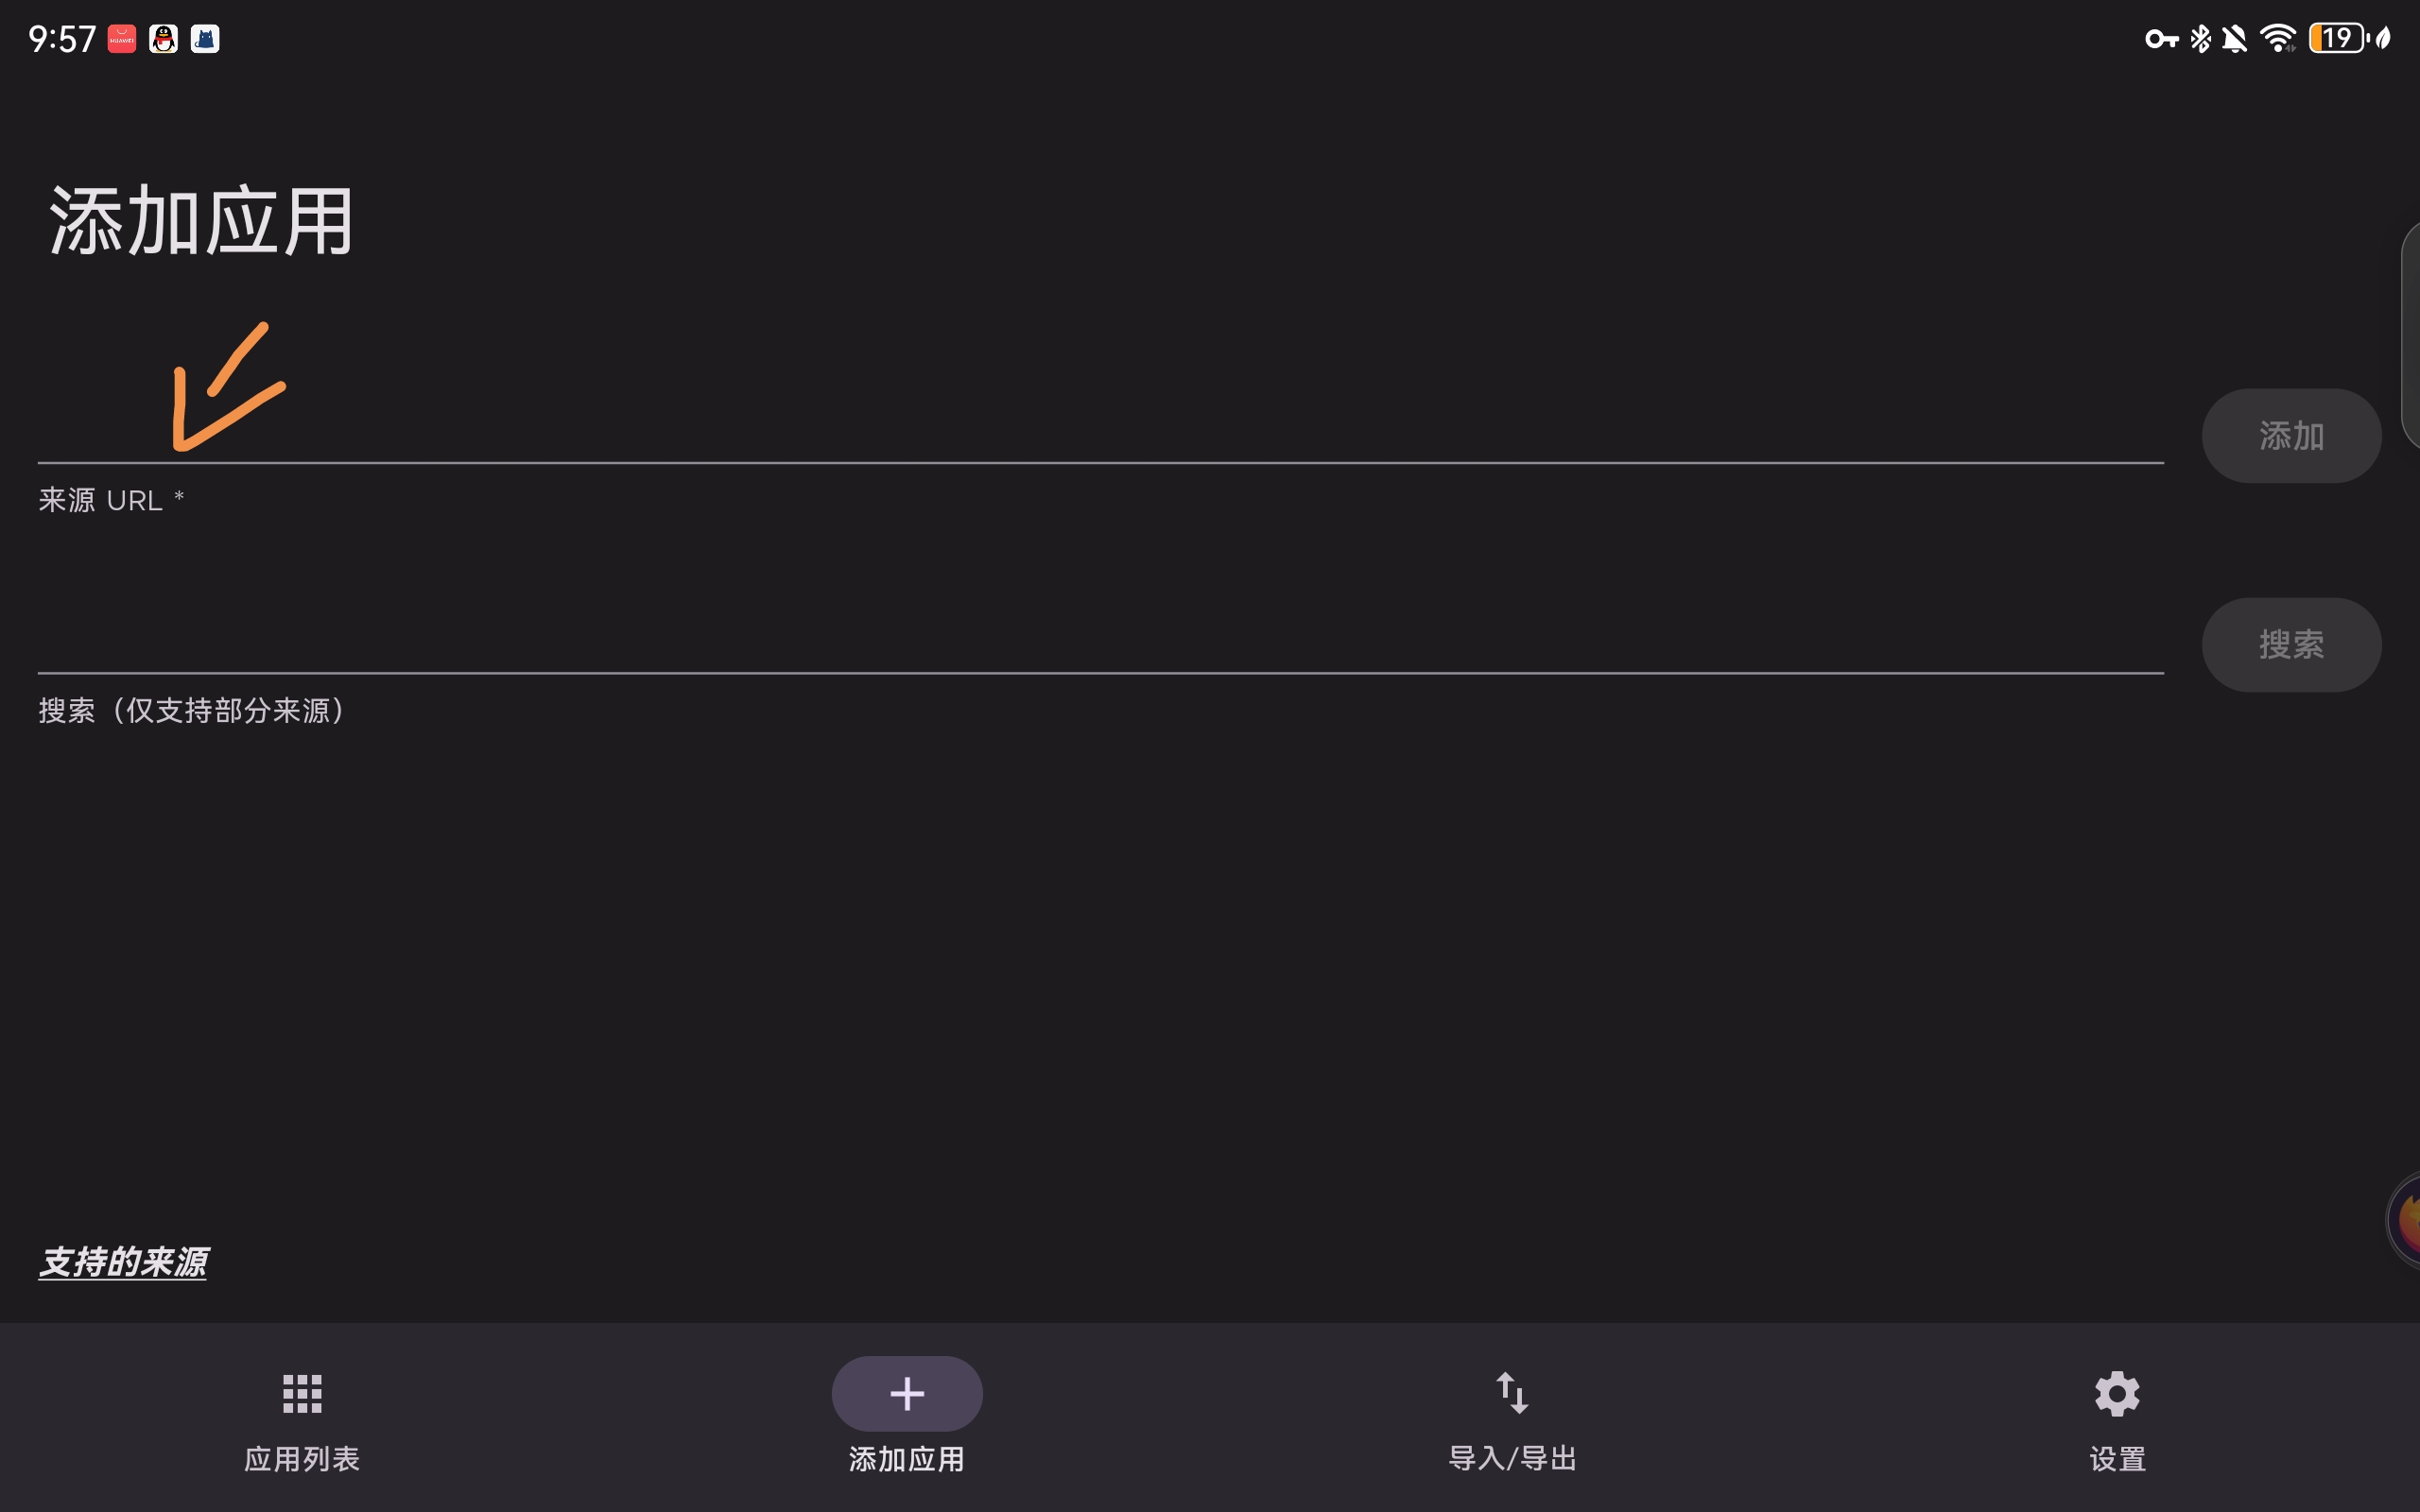 9:57
HUAWEI
19
添加应用
添加
来源 URL *
搜索
搜索（仅支持部分来源）
支持的来源
应用列表
添加应用
导入/导出
设置